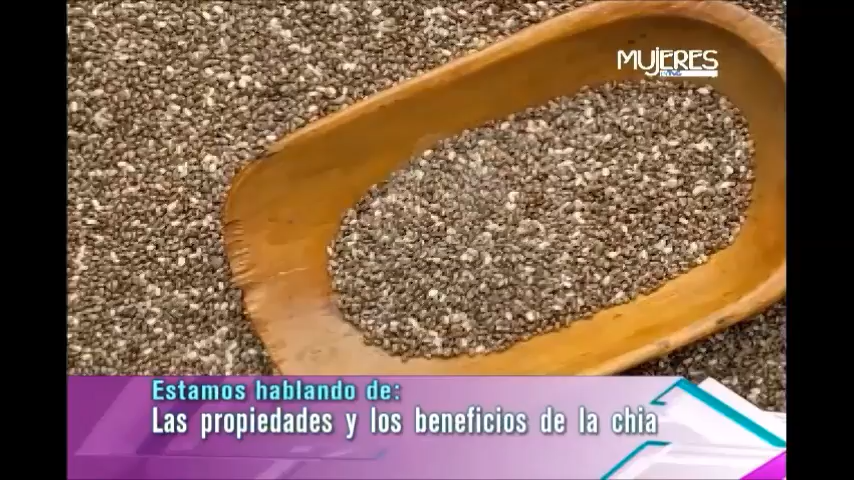 MUJERES
Estamos hablando de:
Las propiedades y los beneficios de la chia